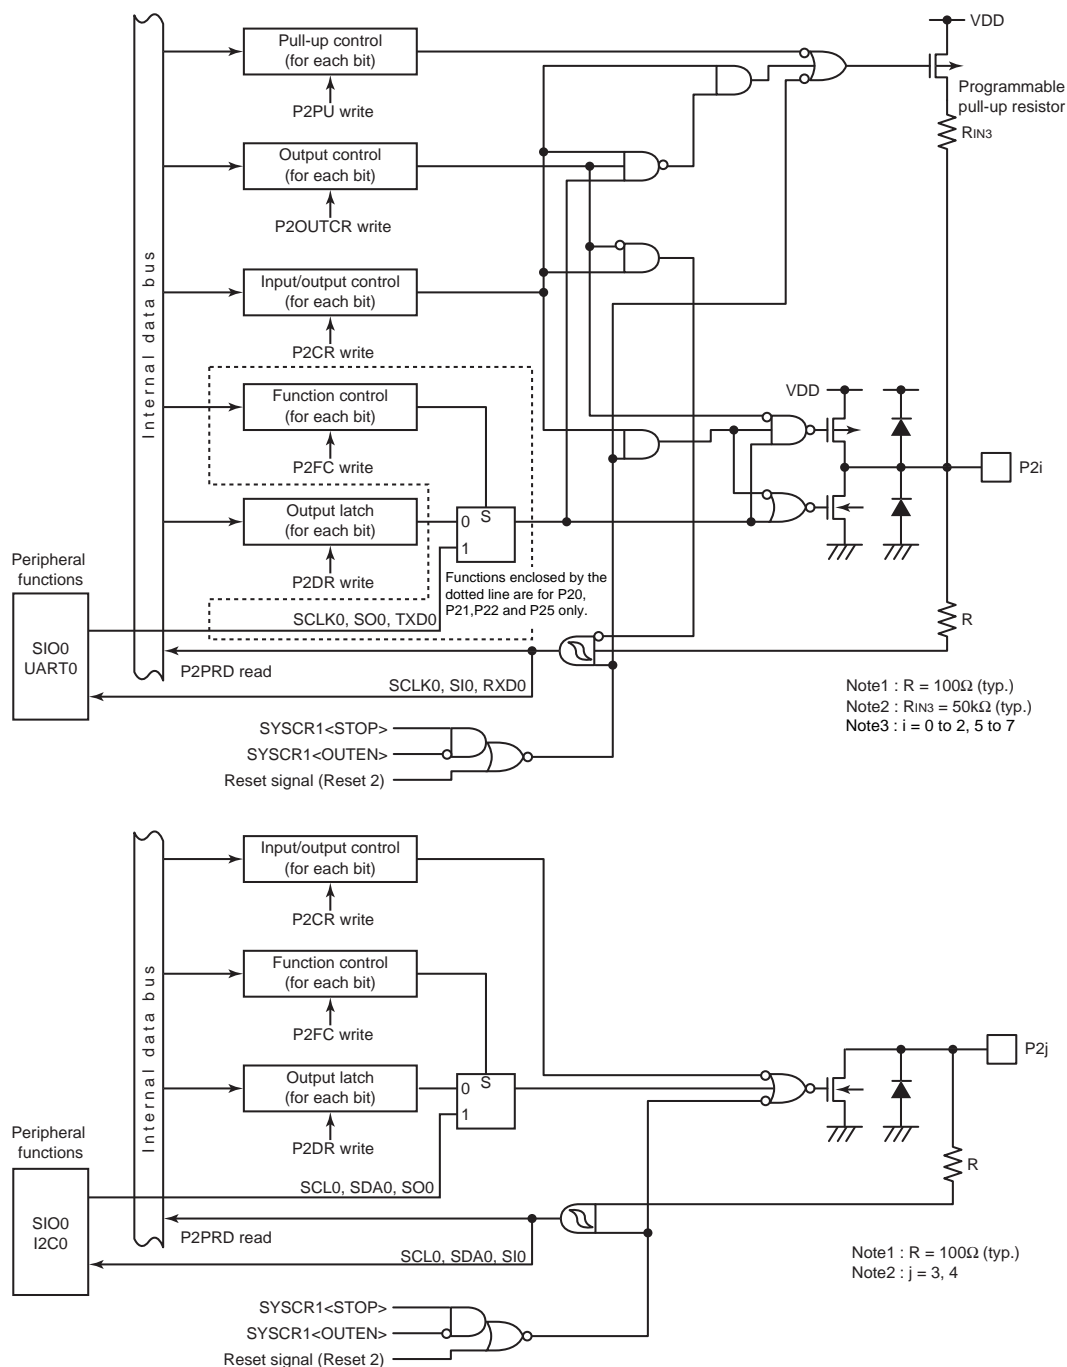 VDD
Pull-up control
(for each bit)
P2PU write
Programmable
pull-up resistor
RIN3
Output control
(for each bit)
P2OUTCR write
Internal data bus
Input/output control
(for each bit)
P2CR write
Function control
(for each bit)
P2FC write
VDD
P2i
Output latch
(for each bit)
P2DR write
0 S
1
Functions enclosed by the
dotted line are for P20,
P21,P22 and P25 only.
Peripheral
functions
SIO0
UART0
SCLK0, SO0, TXD0
R
P2PRD read
SCLK0, SI0, RXD0
Note1 : R = 100Ω (typ.)
Note2 : RIN3 = 50kΩ (typ.)
Note3 : i = 0 to 2, 5 to 7
SYSCR1<STOP>
SYSCR1<OUTEN>
Reset signal (Reset 2)
Input/output control
(for each bit)
P2CR write
Internal data bus
Function control
(for each bit)
P2FC write
P2j
Output latch
(for each bit)
P2DR write
0 S
1
Peripheral
functions
SIO0
I2C0
SCL0, SDA0, SO0
R
P2PRD read
SCL0, SDA0, SI0
Note1 : R = 100Ω (typ.)
Note2 : j = 3, 4
SYSCR1<STOP>
SYSCR1<OUTEN>
Reset signal (Reset 2)